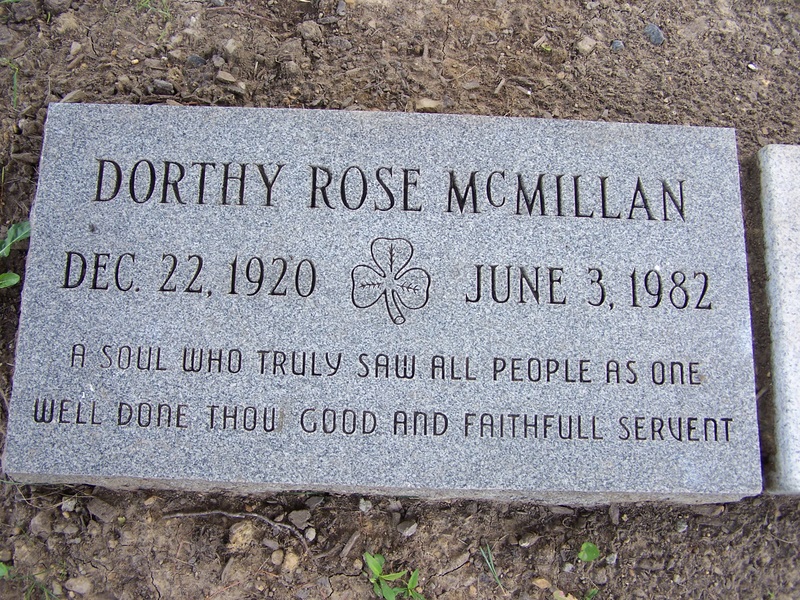 DORTHY ROSE McMILLAN
DEC. 22, 1920 JUNE 3, 1982
A SOUL WHO TRULY SAW ALL PEOPLE AS ONE
WELL DONE THOU GOOD AND FAITHFULL SERVENT